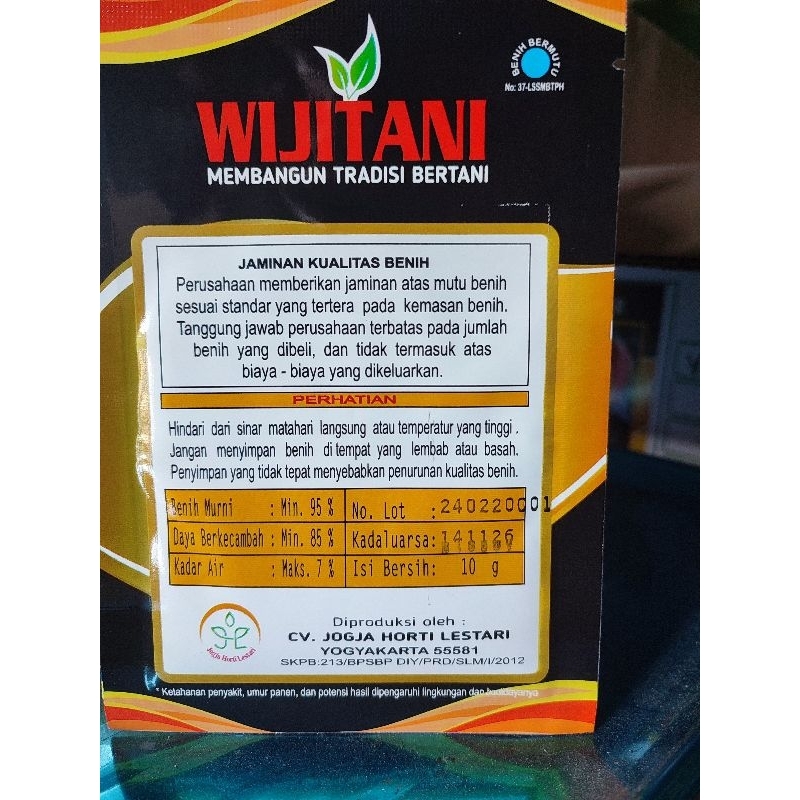 BENIH BERMUTU
No: 37-LSSMBTPH
WIJITANI
MEMBANGUN TRADISI BERTANI
JAMINAN KUALITAS BENIH
Perusahaan memberikan jaminan atas mutu benih
sesuai standar yang tertera pada kemasan benih.
Tanggung jawab perusahaan terbatas pada jumlah
benih yang dibeli, dan tidak termasuk atas
biaya - biaya yang dikeluarkan.
PERHATIAN
Hindari dari sinar matahari langsung atau temperatur yang tinggi.
Jangan menyimpan benih di tempat yang lembab atau basah.
Penyimpan yang tidak tepat menyebabkan penurunan kualitas benih.
Benih Murni : Min. 95 % No. Lot : 240220001
Daya Berkecambah : Min. 85 % Kadaluarsa: 141126
Kadar Air : Maks. 7 % Isi Bersih: 10 g
Jogja Horti Lestari
Diproduksi oleh :
CV. JOGJA HORTI LESTARI
YOGYAKARTA 55581
SKPB:213/BPSBP DIY/PRD/SLM/I/2012
* Ketahanan penyakit, umur panen, dan potensi hasil dipengaruhi lingkungan dan budidayanya